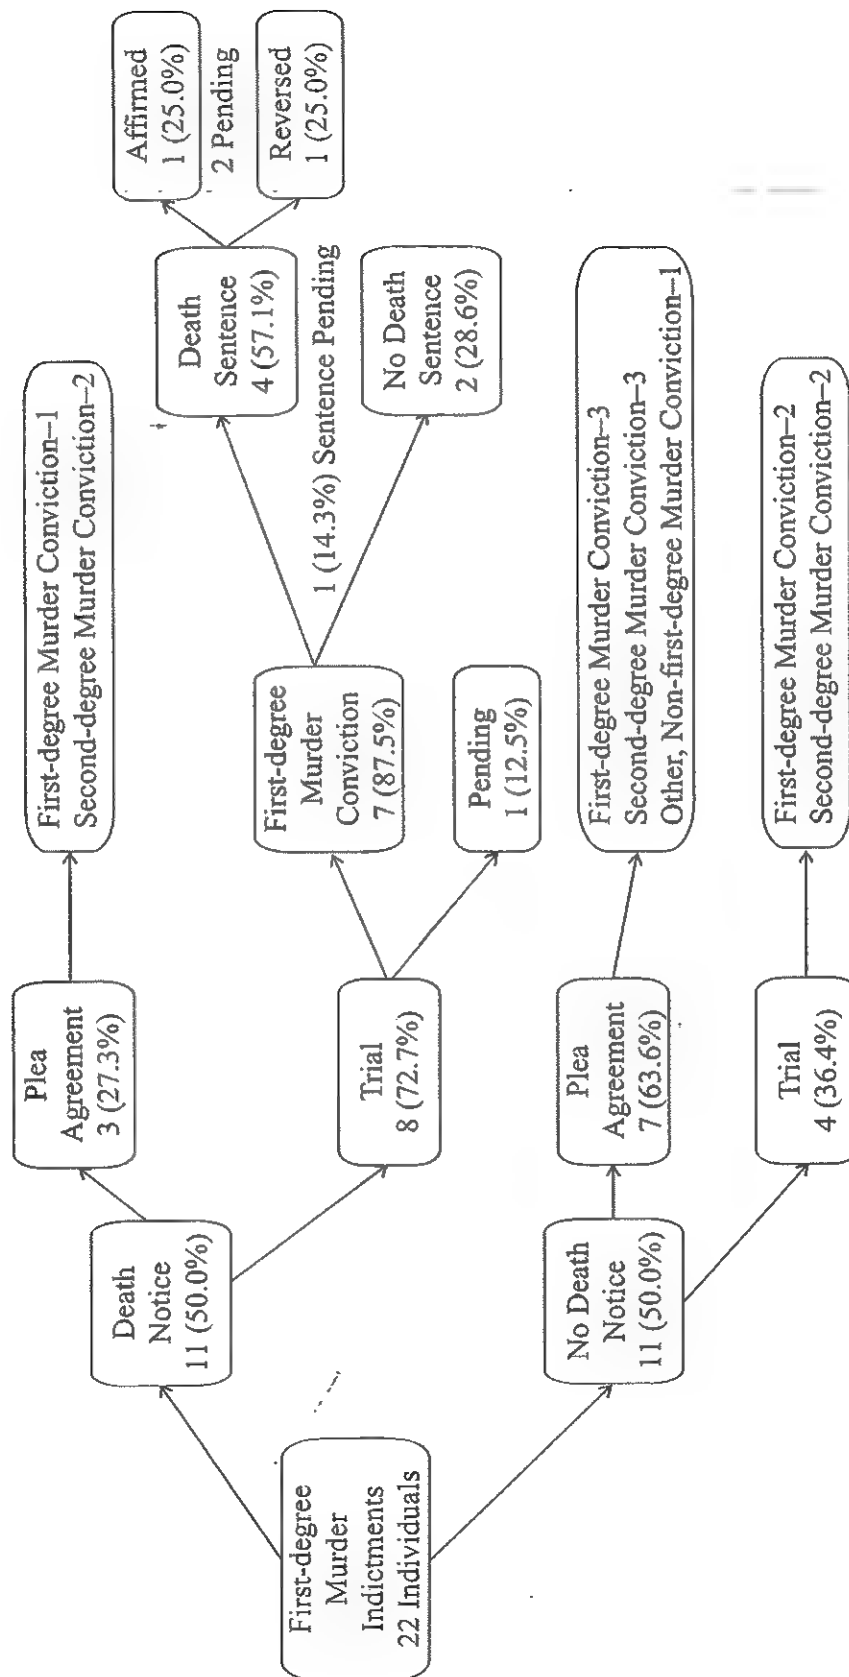 First-degree
Murder
Indictments
22 Individuals
Death
Notice
11 (50.0%)
No Death
Notice
11 (50.0%)
Plea
Agreement
3 (27.3%)
Trial
8 (72.7%)
Plea
Agreement
7 (63.6%)
Trial
4 (36.4%)
First-degree Murder Conviction–1
Second-degree Murder Conviction–2
First-degree
Murder
Conviction
7 (87.5%)
Pending
1 (12.5%)
First-degree Murder Conviction–3
Second-degree Murder Conviction–3
Other, Non-first-degree Murder Conviction–1
First-degree Murder Conviction–2
Second-degree Murder Conviction–2
Death
Sentence
4 (57.1%)
1 (14.3%) Sentence Pending
No Death
Sentence
2 (28.6%)
Affirmed
1 (25.0%)
2 Pending
Reversed
1 (25.0%)